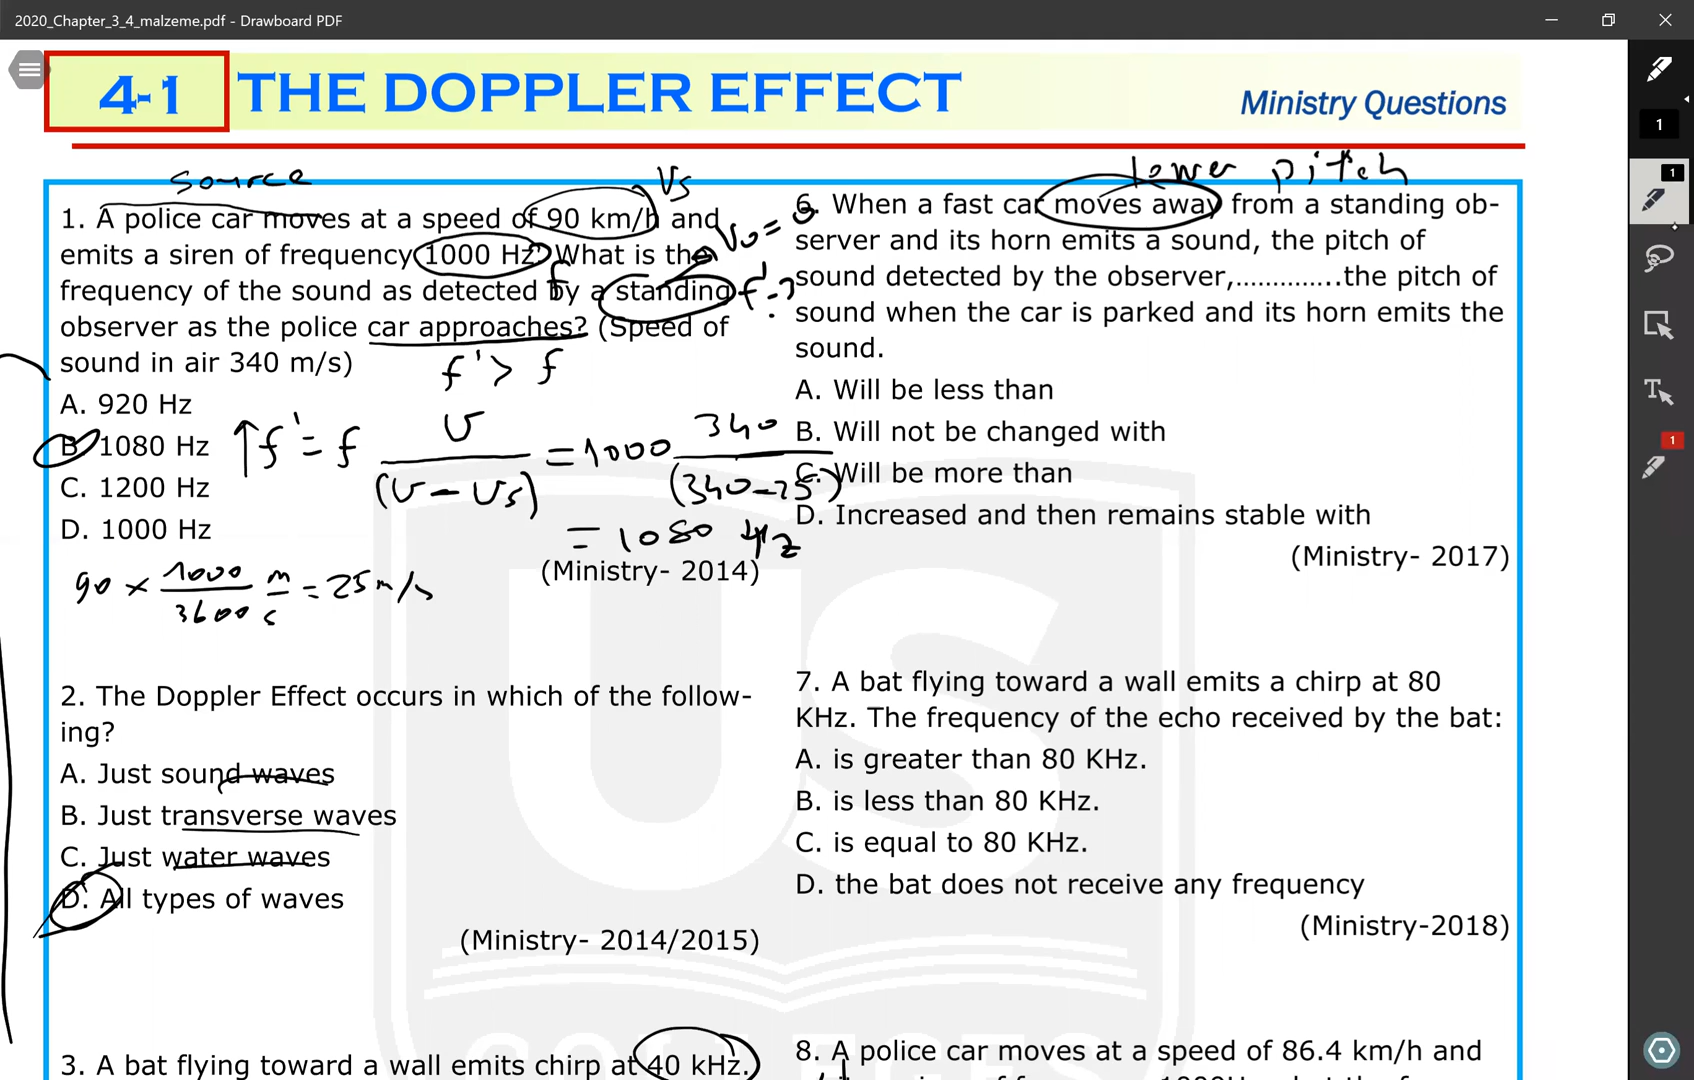 2020_Chapter_3_4_malzeme.pdf - Drawboard PDF
4-1 THE DOPPLER EFFECT
Ministry Questions
source
Vs
1. A police car moves at a speed of 90 km/h and
Vo = 0
emits a siren of frequency 1000 Hz? What is the
f
frequency of the sound as detected by a standing
f' = ?
observer as the police car approaches? (Speed of
sound in air 340 m/s)
f' > f
A. 920 Hz
B. 1080 Hz
C. 1200 Hz
D. 1000 Hz
↑f' = f v / (v - vs) = 1000 340 / (340 - 25)
= 1080 Hz
(Ministry- 2014)
90 × 1000/3600 m/s = 25 m/s
2. The Doppler Effect occurs in which of the follow-
ing?
A. Just sound waves
B. Just transverse waves
C. Just water waves
D. All types of waves
(Ministry- 2014/2015)
3. A bat flying toward a wall emits chirp at 40 kHz.
lower pitch
6. When a fast car moves away from a standing ob-
server and its horn emits a sound, the pitch of
sound detected by the observer,..............the pitch of
sound when the car is parked and its horn emits the
sound.
A. Will be less than
B. Will not be changed with
C. Will be more than
D. Increased and then remains stable with
(Ministry- 2017)
7. A bat flying toward a wall emits a chirp at 80
KHz. The frequency of the echo received by the bat:
A. is greater than 80 KHz.
B. is less than 80 KHz.
C. is equal to 80 KHz.
D. the bat does not receive any frequency
(Ministry-2018)
8. A police car moves at a speed of 86.4 km/h and
US
COLLEGES
1
1
1